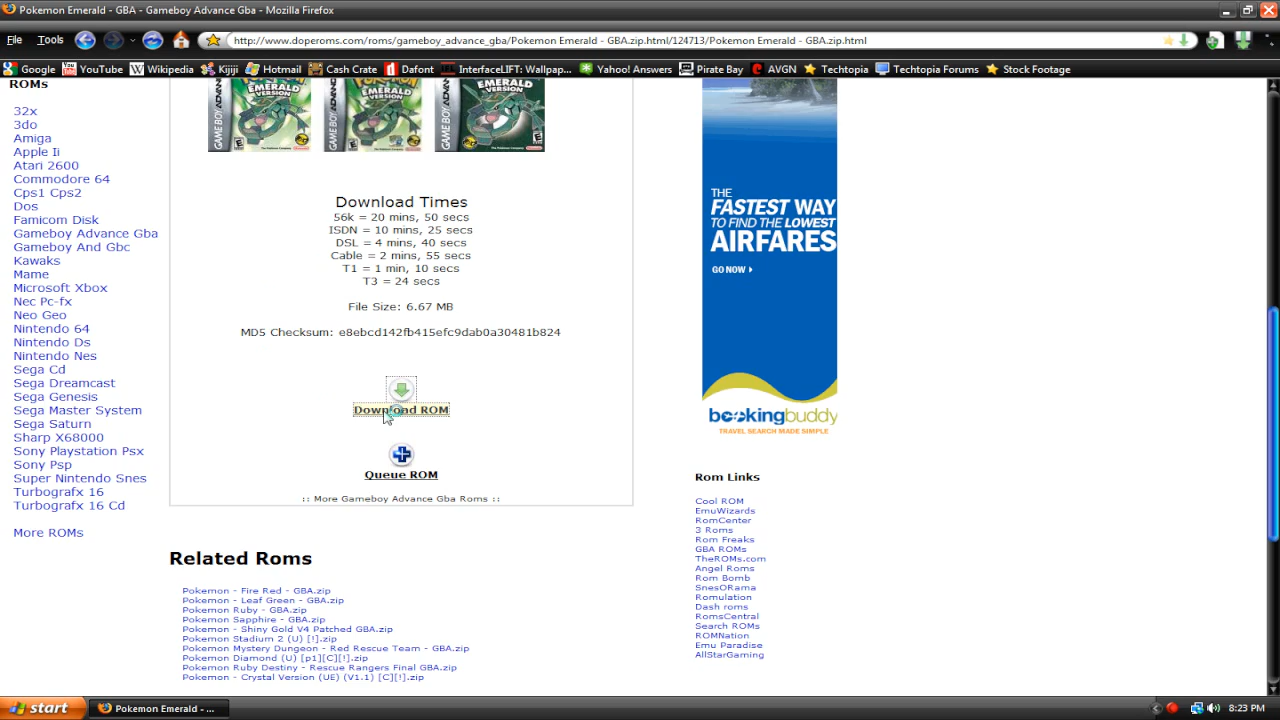 Pokemon Emerald - GBA - Gameboy Advance Gba - Mozilla Firefox
File Tools
http://www.doperoms.com/roms/gameboy_advance_gba/Pokemon Emerald - GBA.zip.html/124713/Pokemon Emerald - GBA.zip.html
Google YouTube Wikipedia Kijiji Hotmail Cash Crate Dafont InterfaceLIFT: Wallpap... Yahoo! Answers Pirate Bay AVGN Techtopia Techtopia Forums Stock Footage
ROMs
32x
3do
Amiga
Apple Ii
Atari 2600
Commodore 64
Cps1 Cps2
Dos
Famicom Disk
Gameboy Advance Gba
Gameboy And Gbc
Kawaks
Mame
Microsoft Xbox
Nec Pc-fx
Neo Geo
Nintendo 64
Nintendo Ds
Nintendo Nes
Sega Cd
Sega Dreamcast
Sega Genesis
Sega Master System
Sega Saturn
Sharp X68000
Sony Playstation Psx
Sony Psp
Super Nintendo Snes
Turbografx 16
Turbografx 16 Cd
More ROMs
EMERALD VERSION
EMERALD VERSION
EMERALD VERSION
GAME BOY ADVANCE
Download Times
56k = 20 mins, 50 secs
ISDN = 10 mins, 25 secs
DSL = 4 mins, 40 secs
Cable = 2 mins, 55 secs
T1 = 1 min, 10 secs
T3 = 24 secs
File Size: 6.67 MB
MD5 Checksum: e8ebcd142fb415efc9dab0a30481b824
Download ROM
Queue ROM
:: More Gameboy Advance Gba Roms ::
Related Roms
Pokemon - Fire Red - GBA.zip
Pokemon - Leaf Green - GBA.zip
Pokemon Ruby - GBA.zip
Pokemon Sapphire - GBA.zip
Pokemon - Shiny Gold V4 Patched GBA.zip
Pokemon Stadium 2 (U) [!].zip
Pokemon Mystery Dungeon - Red Rescue Team - GBA.zip
Pokemon Diamond (U) [p1][C][!].zip
Pokemon Ruby Destiny - Rescue Rangers Final GBA.zip
Pokemon - Crystal Version (UE) (V1.1) [C][!].zip
THE
FASTEST WAY
TO FIND THE LOWEST
AIRFARES
GO NOW
bookingbuddy
TRAVEL SEARCH MADE SIMPLE
Rom Links
Cool ROM
EmuWizards
RomCenter
3 Roms
Rom Freaks
GBA ROMs
TheROMs.com
Angel Roms
Rom Bomb
SnesORama
Romulation
Dash roms
RomsCentral
Search ROMs
ROMNation
Emu Paradise
AllStarGaming
start
Pokemon Emerald - ...
8:23 PM